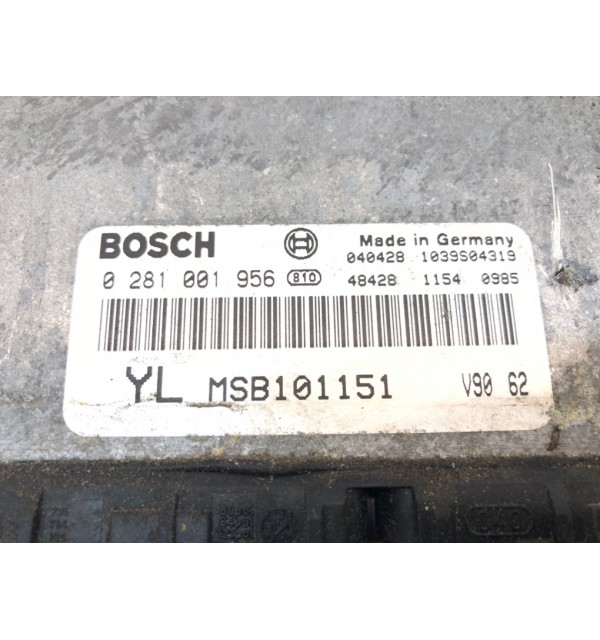 BOSCH Made in Germany
040428 1039S04319
0 281 001 956 810 48428 1154 0985
YL MSB101151 V90 62